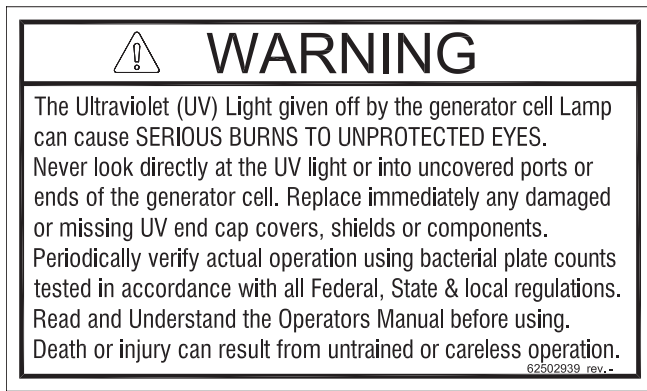 WARNING
The Ultraviolet (UV) Light given off by the generator cell Lamp
can cause SERIOUS BURNS TO UNPROTECTED EYES.
Never look directly at the UV light or into uncovered ports or
ends of the generator cell. Replace immediately any damaged
or missing UV end cap covers, shields or components.
Periodically verify actual operation using bacterial plate counts
tested in accordance with all Federal, State & local regulations.
Read and Understand the Operators Manual before using.
Death or injury can result from untrained or careless operation.
62502939 rev. -